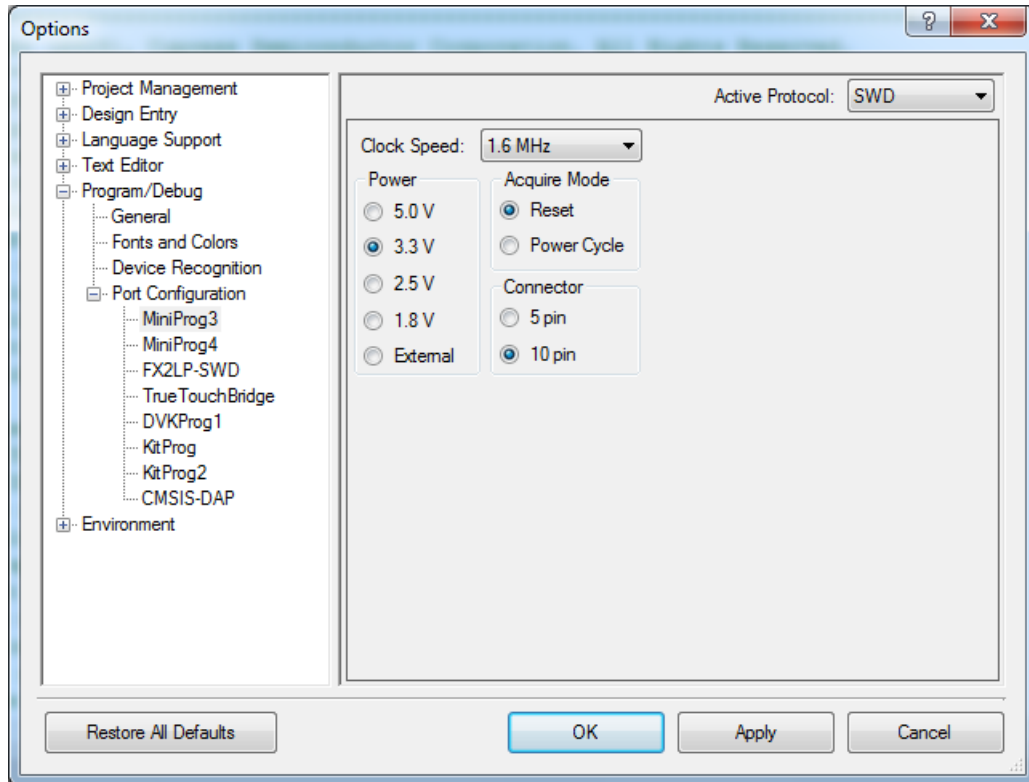 Options
Project Management
Design Entry
Language Support
Text Editor
Program/Debug
General
Fonts and Colors
Device Recognition
Port Configuration
MiniProg3
MiniProg4
FX2LP-SWD
TrueTouchBridge
DVKProg1
KitProg
KitProg2
CMSIS-DAP
Environment
Active Protocol: SWD
Clock Speed: 1.6 MHz
Power
5.0 V
3.3 V
2.5 V
1.8 V
External
Acquire Mode
Reset
Power Cycle
Connector
5 pin
10 pin
Restore All Defaults
OK
Apply
Cancel